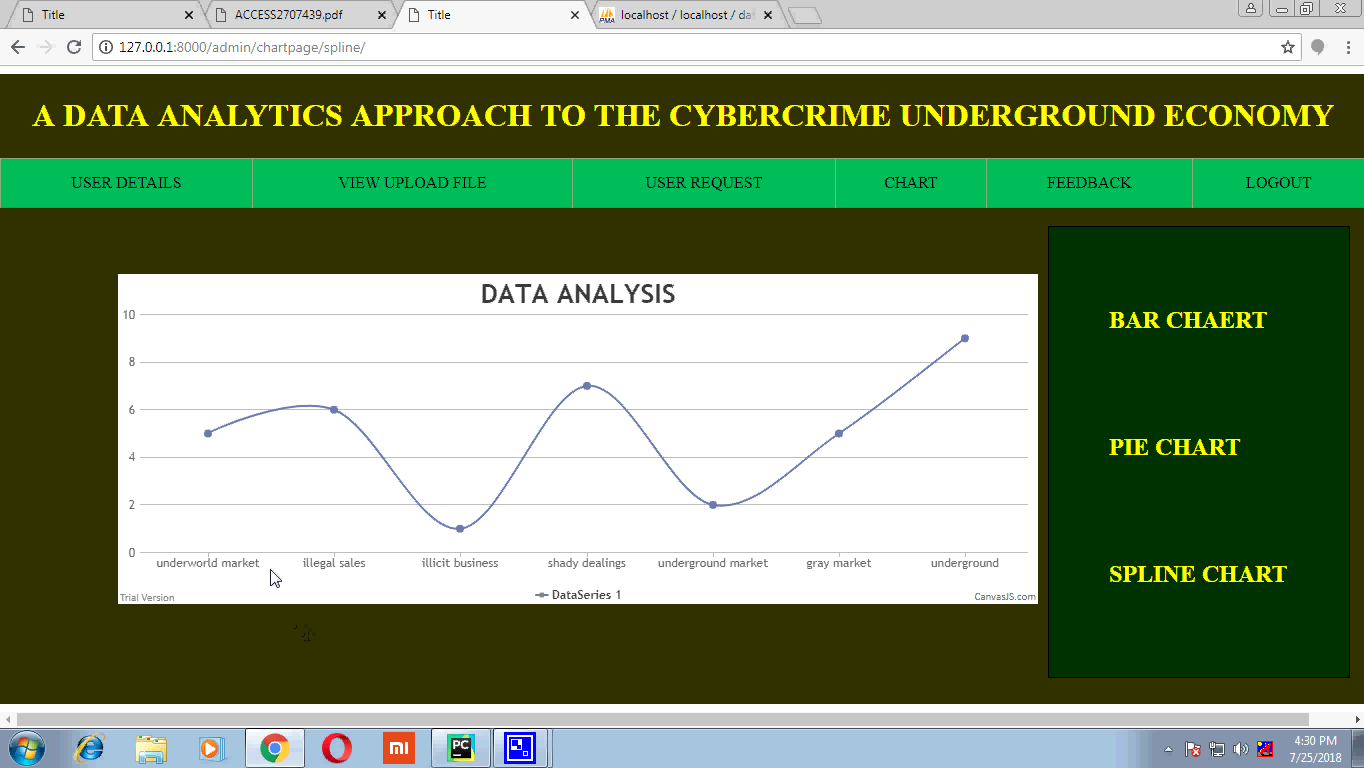 Title
ACCESS2707439.pdf
Title
localhost / localhost / da
127.0.0.1:8000/admin/chartpage/spline/
A DATA ANALYTICS APPROACH TO THE CYBERCRIME UNDERGROUND ECONOMY
USER DETAILS VIEW UPLOAD FILE USER REQUEST CHART FEEDBACK LOGOUT
DATA ANALYSIS
10
8
6
4
2
0
underworld market illegal sales illicit business shady dealings underground market gray market underground
DataSeries 1
Trial Version
CanvasJS.com
BAR CHAERT
PIE CHART
SPLINE CHART
PMA
mi
PC
4:30 PM
7/25/2018